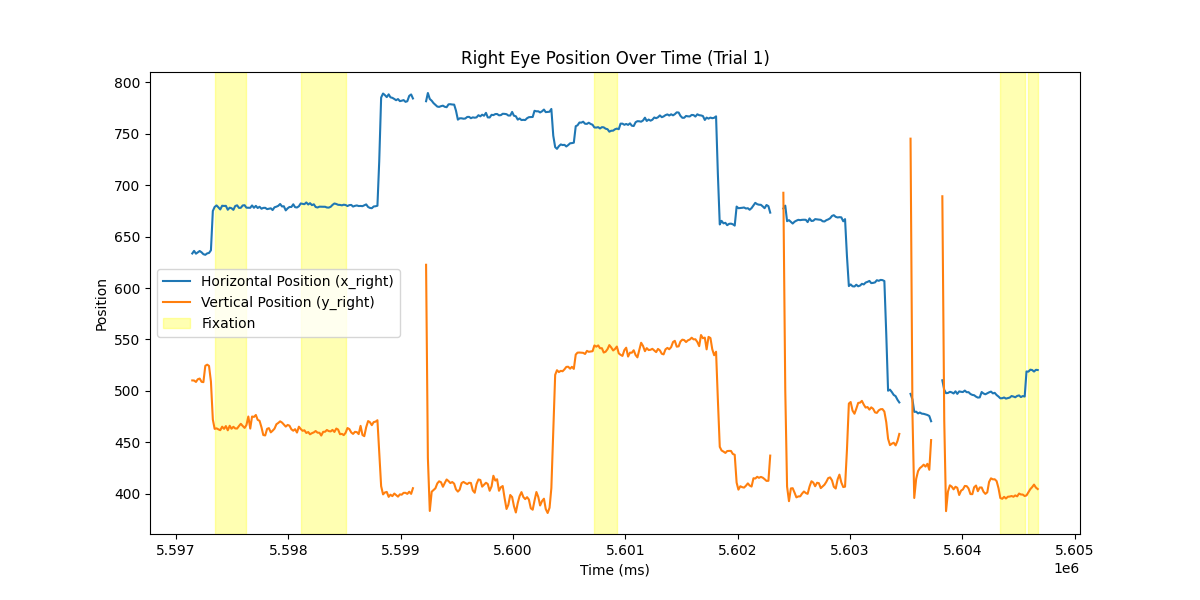 Right Eye Position Over Time (Trial 1)
800
750
700
650
600
550
500
450
400
Position
Horizontal Position (x_right)
Vertical Position (y_right)
Fixation
5.597 5.598 5.599 5.600 5.601 5.602 5.603 5.604 5.605
1e6
Time (ms)